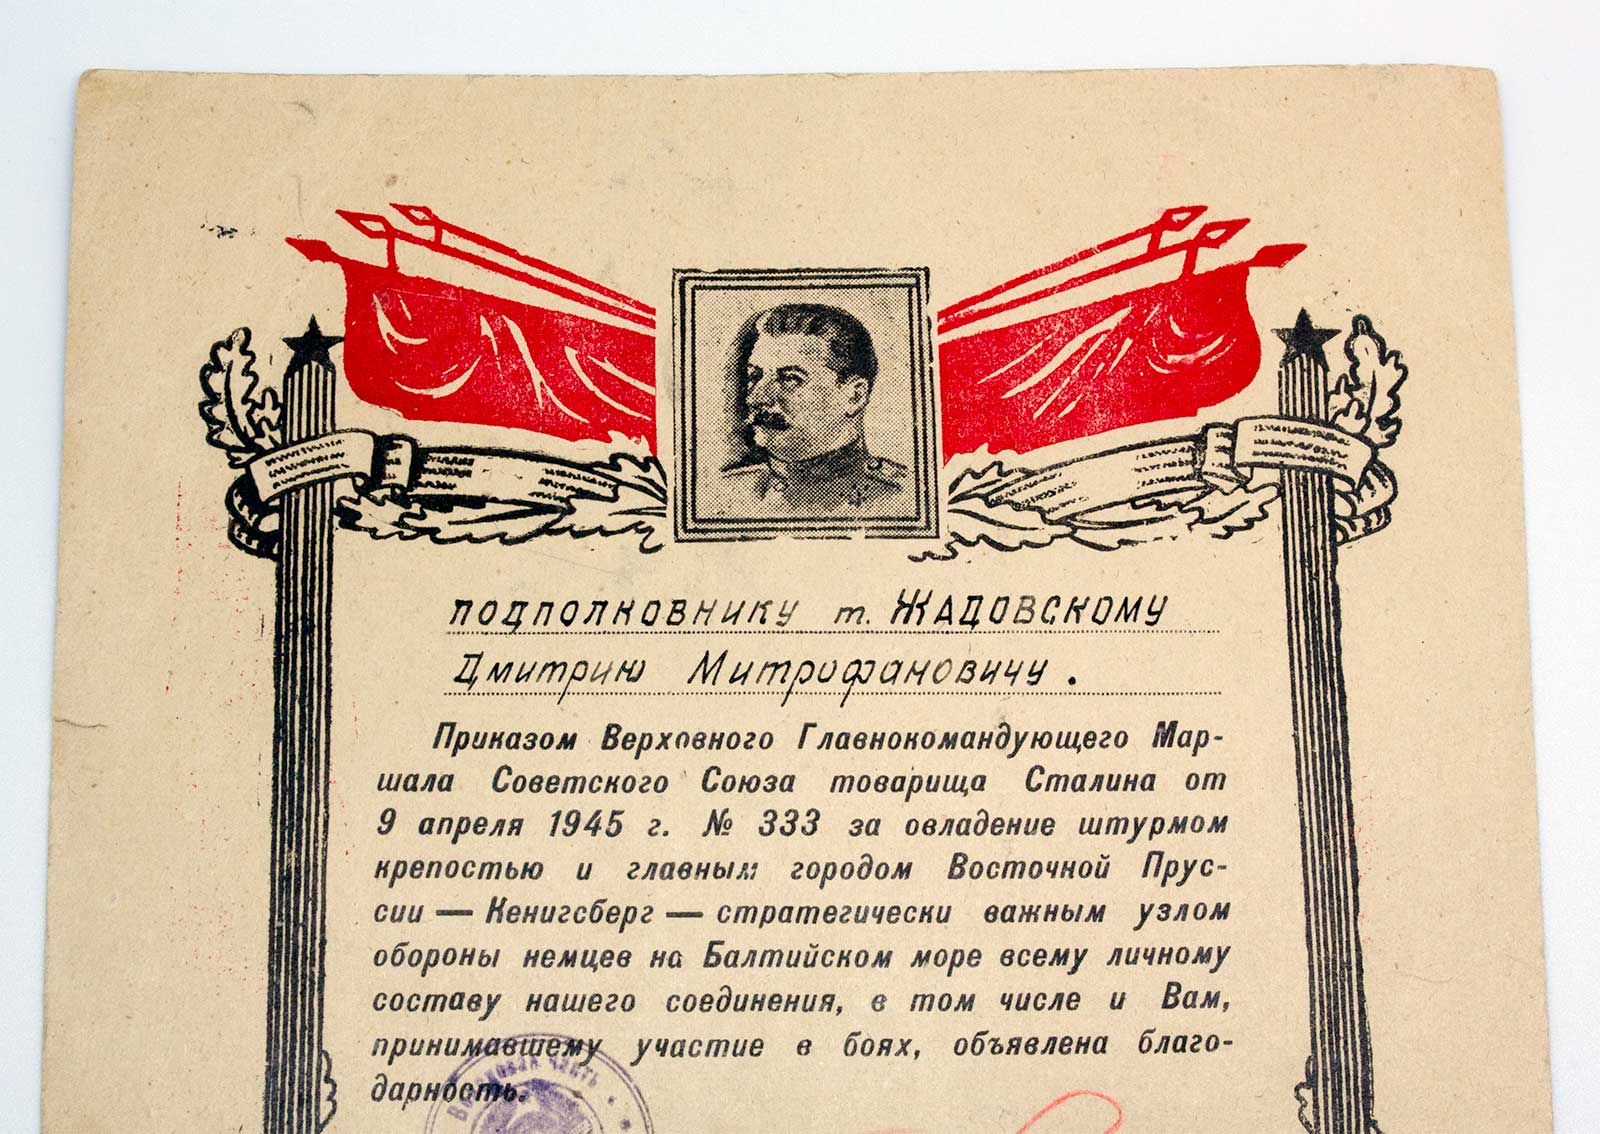 подполковнику т. ЖАДОВСКОМУ
Дмитрию Митрофановичу.
Приказом Верховного Главнокомандующего Мар-
шала Советского Союза товарища Сталина от
9 апреля 1945 г. № 333 за овладение штурмом
крепостью и главным городом Восточной Прус-
сии — Кенигсберг — стратегически важным узлом
обороны немцев на Балтийском море всему личному
составу нашего соединения, в том числе и Вам,
принимавшему участие в боях, объявлена благо-
дарность.
часть